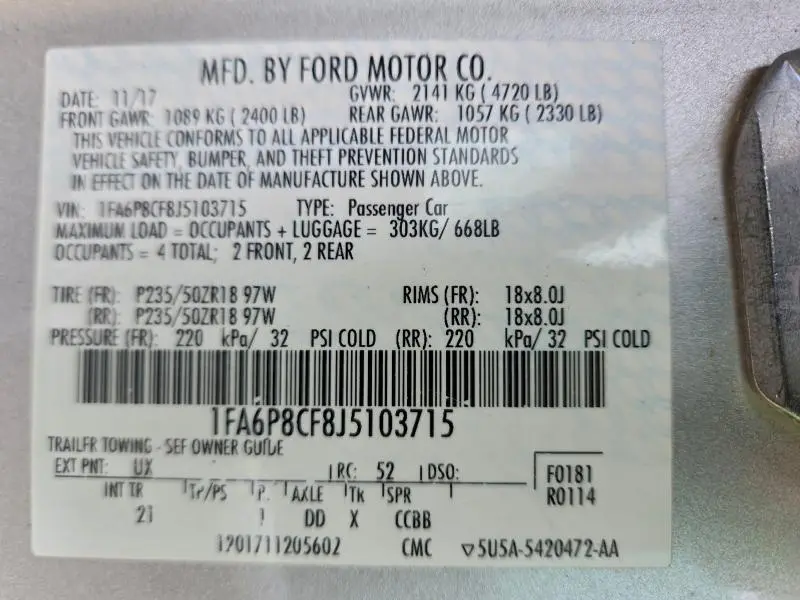 MFD. BY FORD MOTOR CO.
DATE: 11/17 GVWR: 2141 KG ( 4720 LB)
FRONT GAWR: 1089 KG ( 2400 LB) REAR GAWR: 1057 KG ( 2330 LB)
THIS VEHICLE CONFORMS TO ALL APPLICABLE FEDERAL MOTOR
VEHICLE SAFETY, BUMPER, AND THEFT PREVENTION STANDARDS
IN EFFECT ON THE DATE OF MANUFACTURE SHOWN ABOVE.
VIN: 1FA6P8CF8J5103715 TYPE: Passenger Car
MAXIMUM LOAD = OCCUPANTS + LUGGAGE = 303KG/ 668LB
OCCUPANTS = 4 TOTAL; 2 FRONT, 2 REAR
TIRE (FR): P235/50ZR18 97W RIMS (FR): 18x8.0J
(RR): P235/50ZR18 97W (RR): 18x8.0J
PRESSURE (FR): 220 kPa/ 32 PSI COLD (RR): 220 kPa/ 32 PSI COLD
1FA6P8CF8J5103715
TRAILER TOWING - SEE OWNER GUIDE
EXT PNT: UX RC: 52 DSO: F0181
INT TR TP/PS R AXLE TR SPR R0114
21 DD X CCBB
1201711205602 CMC ▽5U5A-5420472-AA